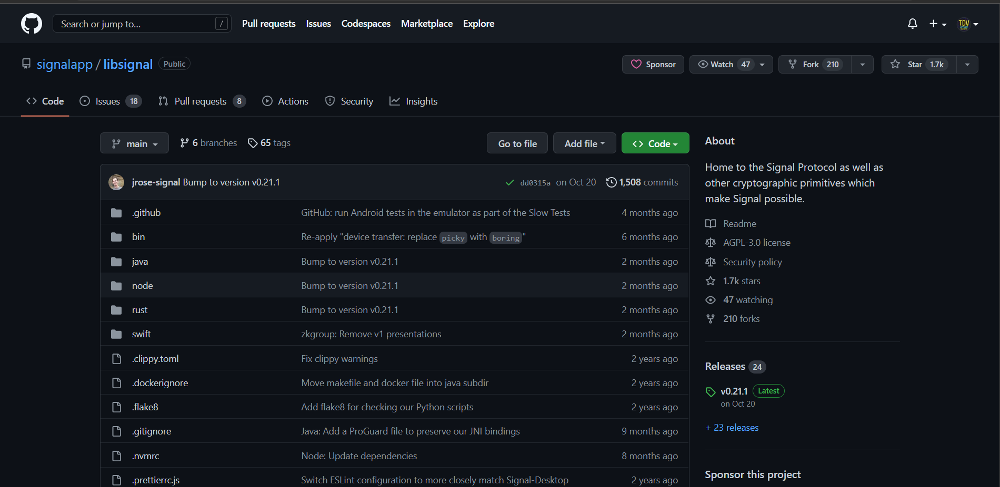 Search or jump to... /
Pull requests Issues Codespaces Marketplace Explore
TDV
signalapp / libsignal Public
Sponsor Watch 47 Fork 210 Star 1.7k
Code Issues 18 Pull requests 8 Actions Security Insights
main 6 branches 65 tags
Go to file Add file Code
jrose-signal Bump to version v0.21.1 dd0315a on Oct 20 1,508 commits
.github GitHub: run Android tests in the emulator as part of the Slow Tests 4 months ago
bin Re-apply "device transfer: replace picky with boring" 6 months ago
java Bump to version v0.21.1 2 months ago
node Bump to version v0.21.1 2 months ago
rust Bump to version v0.21.1 2 months ago
swift zkgroup: Remove v1 presentations 2 months ago
.clippy.toml Fix clippy warnings 2 years ago
.dockerignore Move makefile and docker file into java subdir 2 years ago
.flake8 Add flake8 for checking our Python scripts 2 years ago
.gitignore Java: Add a ProGuard file to preserve our JNI bindings 9 months ago
.nvmrc Node: Update dependencies 8 months ago
.prettierrc.js Switch ESLint configuration to more closely match Signal-Desktop 2 years ago
About
Home to the Signal Protocol as well as
other cryptographic primitives which
make Signal possible.
Readme
AGPL-3.0 license
Security policy
1.7k stars
47 watching
210 forks
Releases 24
v0.21.1 Latest
on Oct 20
+ 23 releases
Sponsor this project